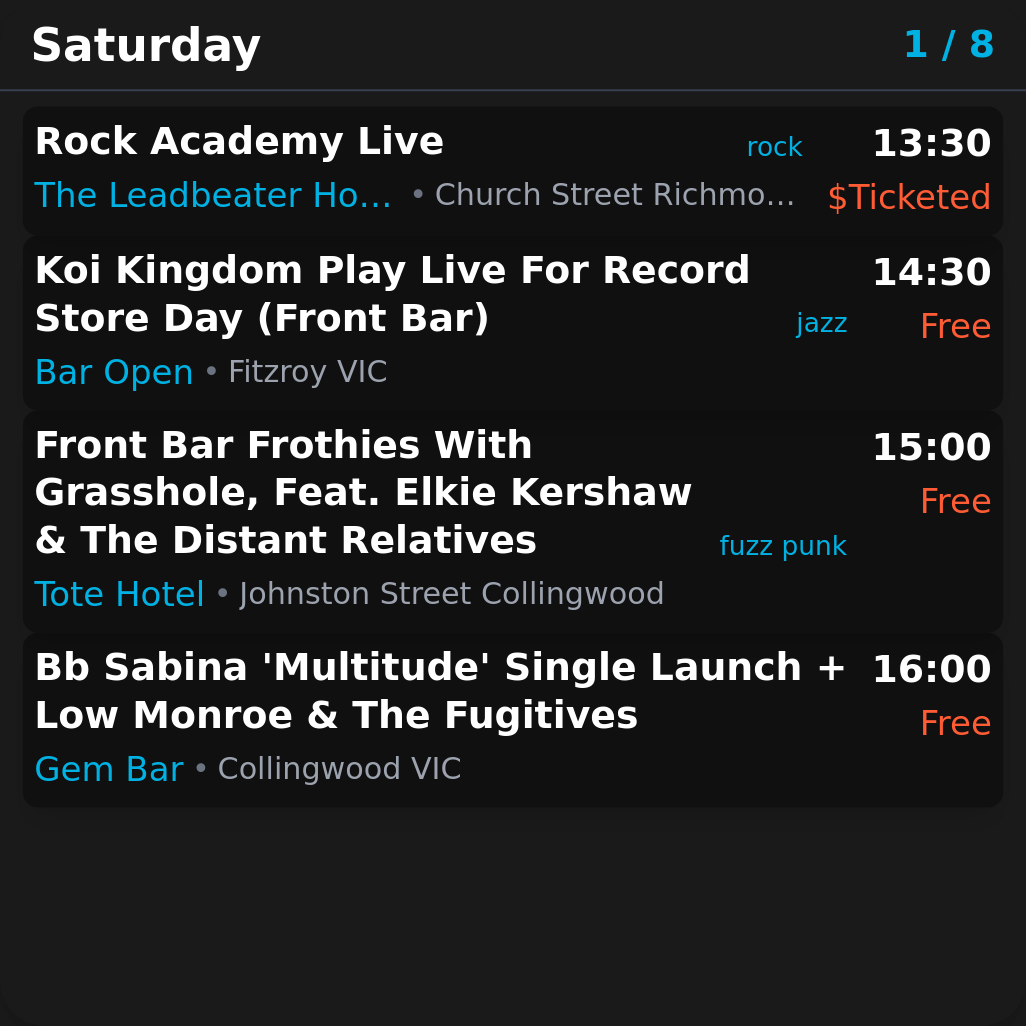 Saturday 1 / 8
Rock Academy Live rock 13:30
The Leadbeater Ho... • Church Street Richmo... $Ticketed
Koi Kingdom Play Live For Record 14:30
Store Day (Front Bar) jazz Free
Bar Open • Fitzroy VIC
Front Bar Frothies With 15:00
Grasshole, Feat. Elkie Kershaw Free
& The Distant Relatives fuzz punk
Tote Hotel • Johnston Street Collingwood
Bb Sabina 'Multitude' Single Launch + 16:00
Low Monroe & The Fugitives Free
Gem Bar • Collingwood VIC